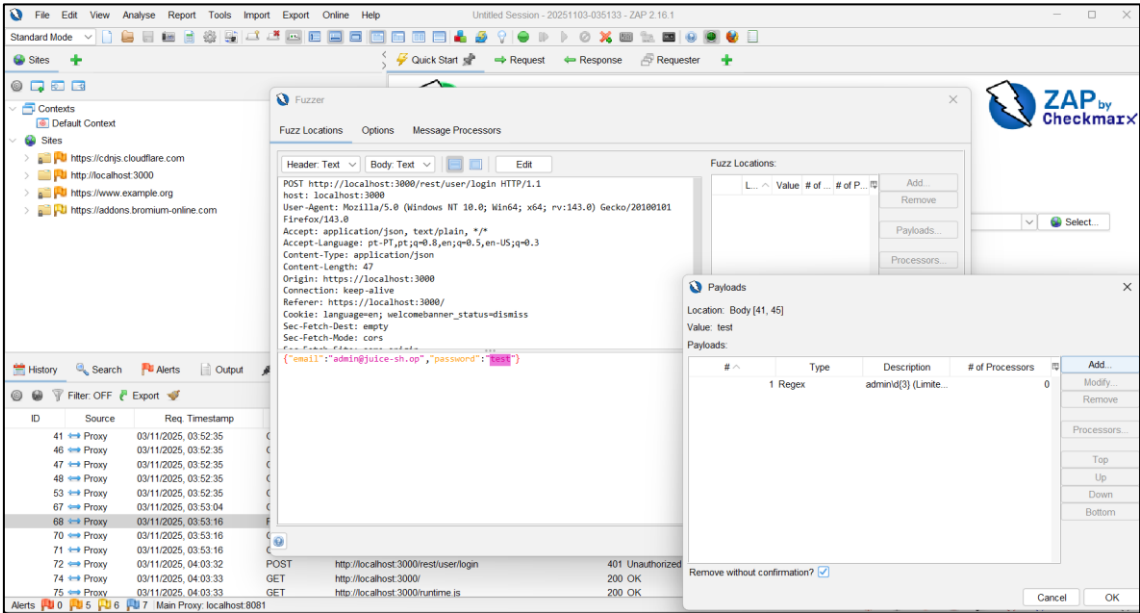 File Edit View Analyse Report Tools Import Export Online Help Untitled Session - 20251103-035133 - ZAP 2.16.1
Standard Mode
Sites
Quick Start Request Response Requester
Contexts
Default Context
Sites
https://cdnjs.cloudflare.com
http://localhost:3000
https://www.example.org
https://addons.bromium-online.com
ZAP by
Checkmarx
Select...
Fuzzer
Fuzz Locations Options Message Processors
Header: Text Body: Text Edit
POST http://localhost:3000/rest/user/login HTTP/1.1
host: localhost:3000
User-Agent: Mozilla/5.0 (Windows NT 10.0; Win64; x64; rv:143.0) Gecko/20100101
Firefox/143.0
Accept: application/json, text/plain, */*
Accept-Language: pt-PT,pt;q=0.8,en;q=0.5,en-US;q=0.3
Content-Type: application/json
Content-Length: 47
Origin: https://localhost:3000
Connection: keep-alive
Referer: https://localhost:3000/
Cookie: language=en; welcomebanner_status=dismiss
Sec-Fetch-Dest: empty
Sec-Fetch-Mode: cors
{"email":"admin@juice-sh.op","password":"test"}
Fuzz Locations:
L... Value # of ... # of P...
Add...
Remove
Payloads...
Processors...
Payloads
Location: Body [41, 45]
Value: test
Payloads:
# Type Description # of Processors
1 Regex admin\d{3} (Limite... 0
Add...
Modify...
Remove
Processors...
Top
Up
Down
Bottom
Remove without confirmation?
Cancel OK
History Search Alerts Output
Filter: OFF Export
ID Source Req. Timestamp
41 Proxy 03/11/2025, 03:52:35
46 Proxy 03/11/2025, 03:52:35
47 Proxy 03/11/2025, 03:52:35
48 Proxy 03/11/2025, 03:52:35
53 Proxy 03/11/2025, 03:52:35
67 Proxy 03/11/2025, 03:53:04
68 Proxy 03/11/2025, 03:53:16
70 Proxy 03/11/2025, 03:53:16
71 Proxy 03/11/2025, 03:53:16
72 Proxy 03/11/2025, 04:03:32 POST http://localhost:3000/rest/user/login 401 Unauthorized
74 Proxy 03/11/2025, 04:03:33 GET http://localhost:3000/ 200 OK
75 Proxy 03/11/2025, 04:03:33 GET http://localhost:3000/runtime.js 200 OK
Alerts 0 5 6 7 Main Proxy: localhost:8081